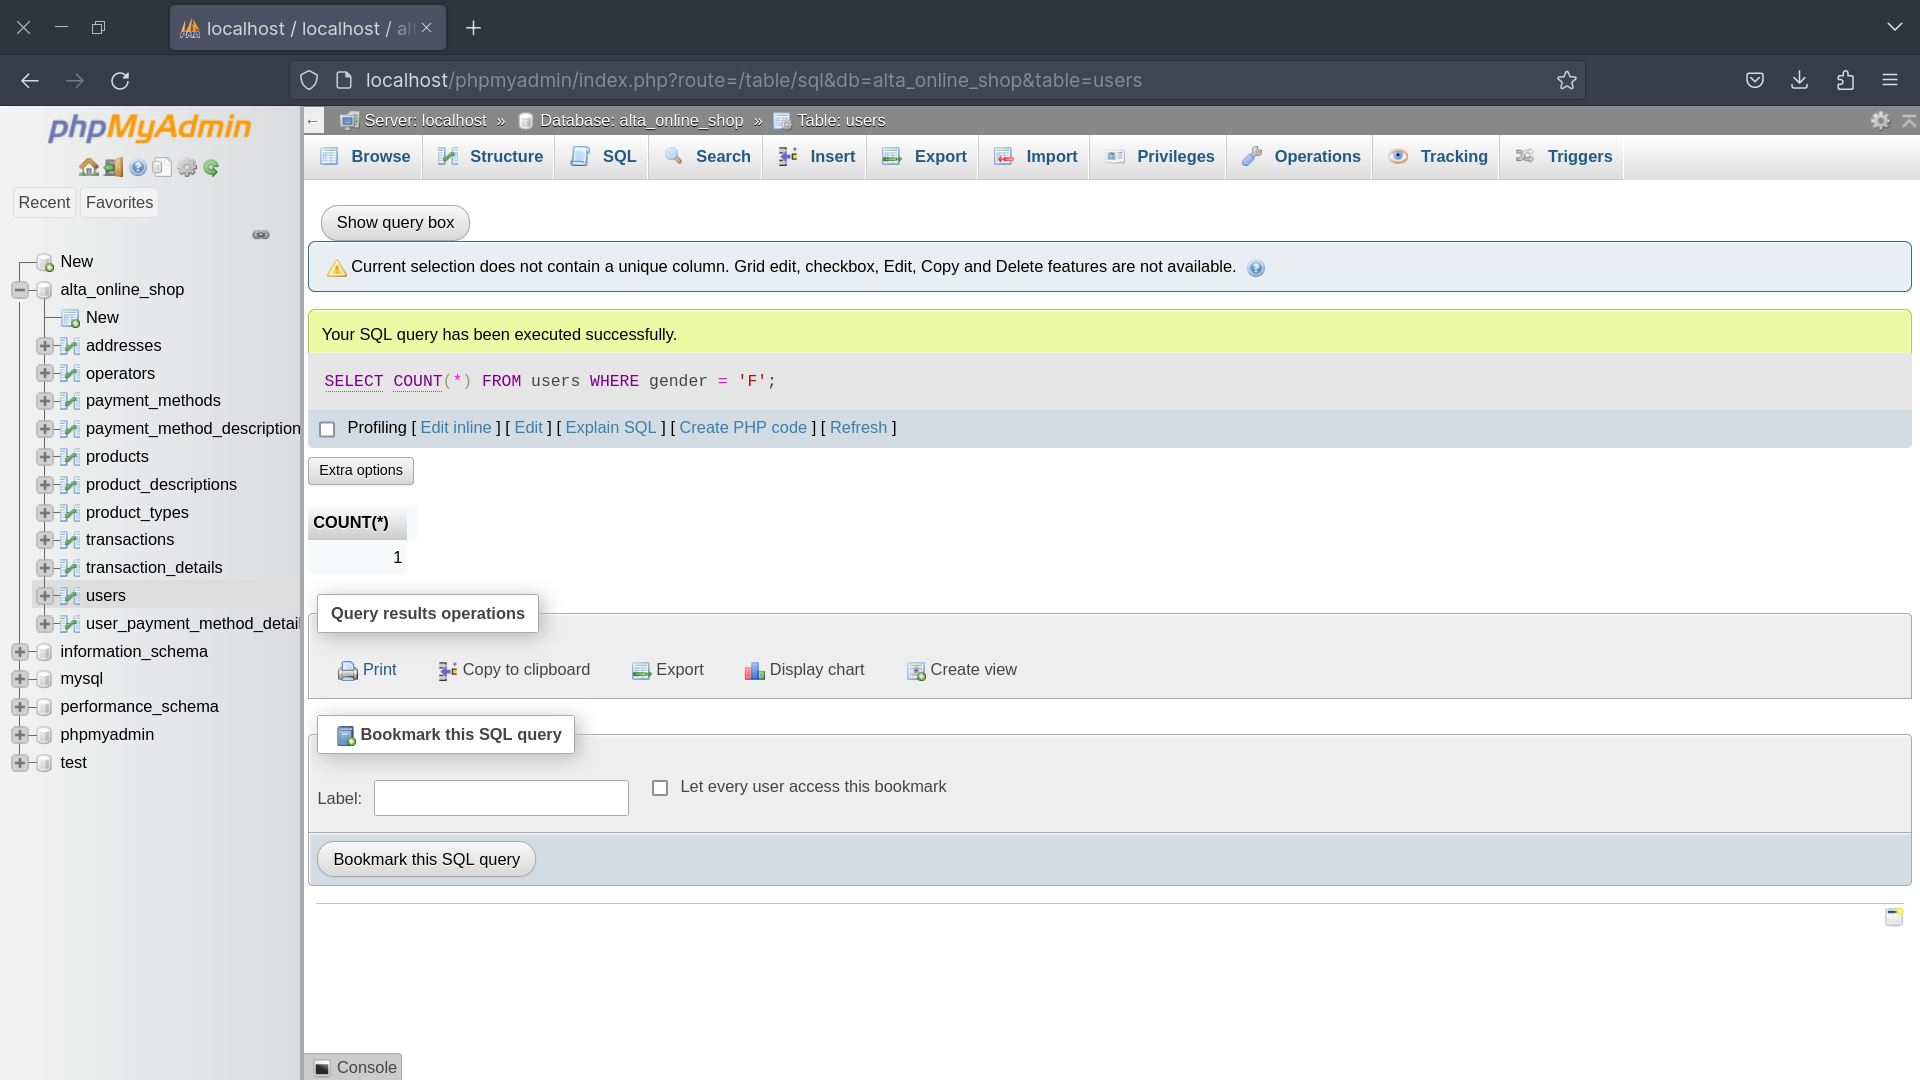 localhost / localhost / alt
localhost/phpmyadmin/index.php?route=/table/sql&db=alta_online_shop&table=users
phpMyAdmin
Recent
Favorites
New
alta_online_shop
New
addresses
operators
payment_methods
payment_method_description
products
product_descriptions
product_types
transactions
transaction_details
users
user_payment_method_detai
information_schema
mysql
performance_schema
phpmyadmin
test
← Server: localhost » Database: alta_online_shop » Table: users
Browse Structure SQL Search Insert Export Import Privileges Operations Tracking Triggers
Show query box
Current selection does not contain a unique column. Grid edit, checkbox, Edit, Copy and Delete features are not available.
Your SQL query has been executed successfully.
SELECT COUNT(*) FROM users WHERE gender = 'F';
Profiling [ Edit inline ] [ Edit ] [ Explain SQL ] [ Create PHP code ] [ Refresh ]
Extra options
COUNT(*)
1
Query results operations
Print Copy to clipboard Export Display chart Create view
Bookmark this SQL query
Label:
Let every user access this bookmark
Bookmark this SQL query
Console